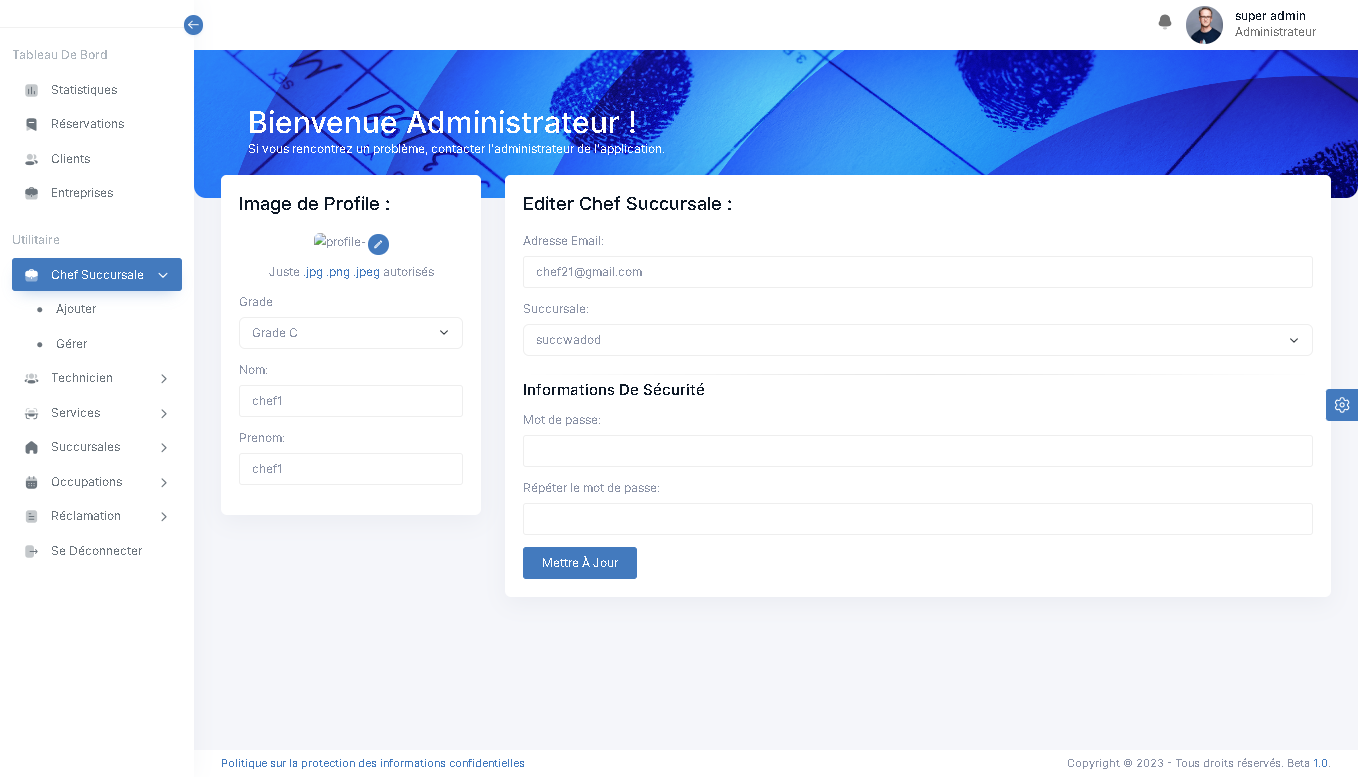 super admin
Administrateur
Tableau De Bord
Statistiques
Réservations
Clients
Entreprises
Utilitaire
Chef Succursale
Ajouter
Gérer
Technicien
Services
Succursales
Occupations
Réclamation
Se Déconnecter
Bienvenue Administrateur !
Si vous rencontrez un problème, contacter l'administrateur de l'application.
Image de Profile :
profile-
Juste .jpg .png .jpeg autorisés
Grade
Grade C
Nom:
chef1
Prenom:
chef1
Editer Chef Succursale :
Adresse Email:
chef21@gmail.com
Succursale:
succwadod
Informations De Sécurité
Mot de passe:
Répéter le mot de passe:
Mettre À Jour
Politique sur la protection des informations confidentielles
Copyright © 2023 - Tous droits réservés. Beta 1.0.